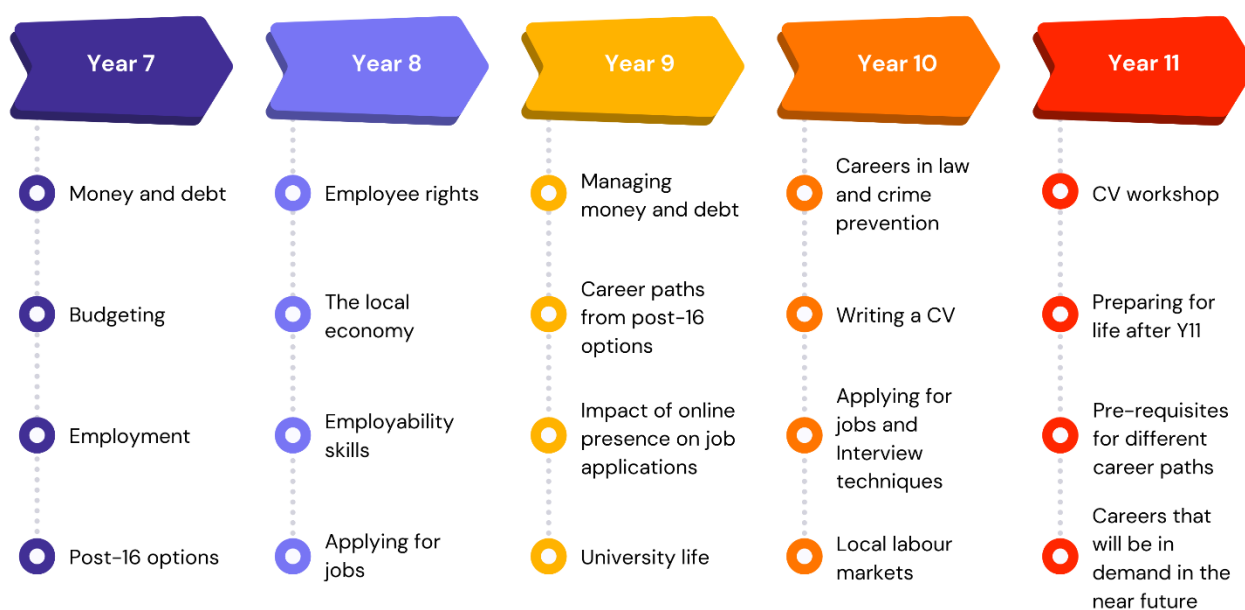 Year 7
Money and debt
Budgeting
Employment
Post-16 options
Year 8
Employee rights
The local
economy
Employability
skills
Applying for
jobs
Year 9
Managing
money and debt
Career paths
from post-16
options
Impact of online
presence on job
applications
University life
Year 10
Careers in law
and crime
prevention
Writing a CV
Applying for
jobs and
Interview
techniques
Local labour
markets
Year 11
CV workshop
Preparing for
life after Y11
Pre-requisites
for different
career paths
Careers that
will be in
demand in the
near future